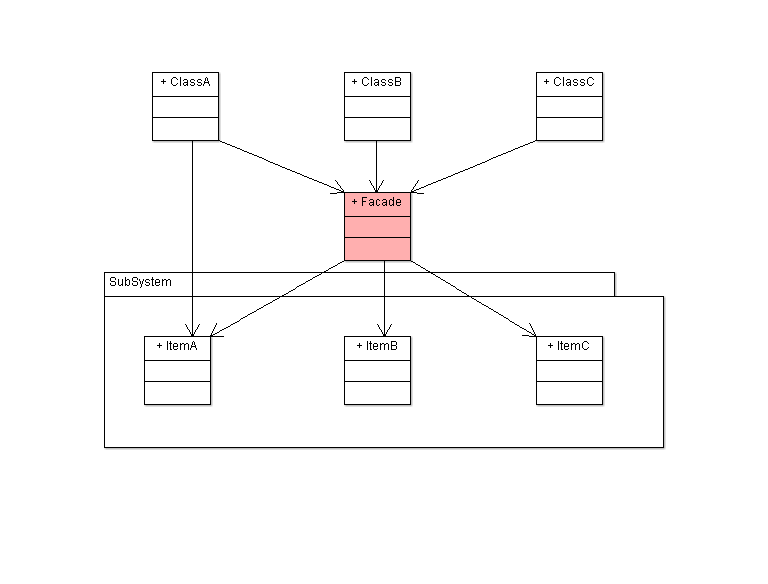 + ClassA
+ ClassB
+ ClassC
+ Facade
SubSystem
+ ItemA
+ ItemB
+ ItemC